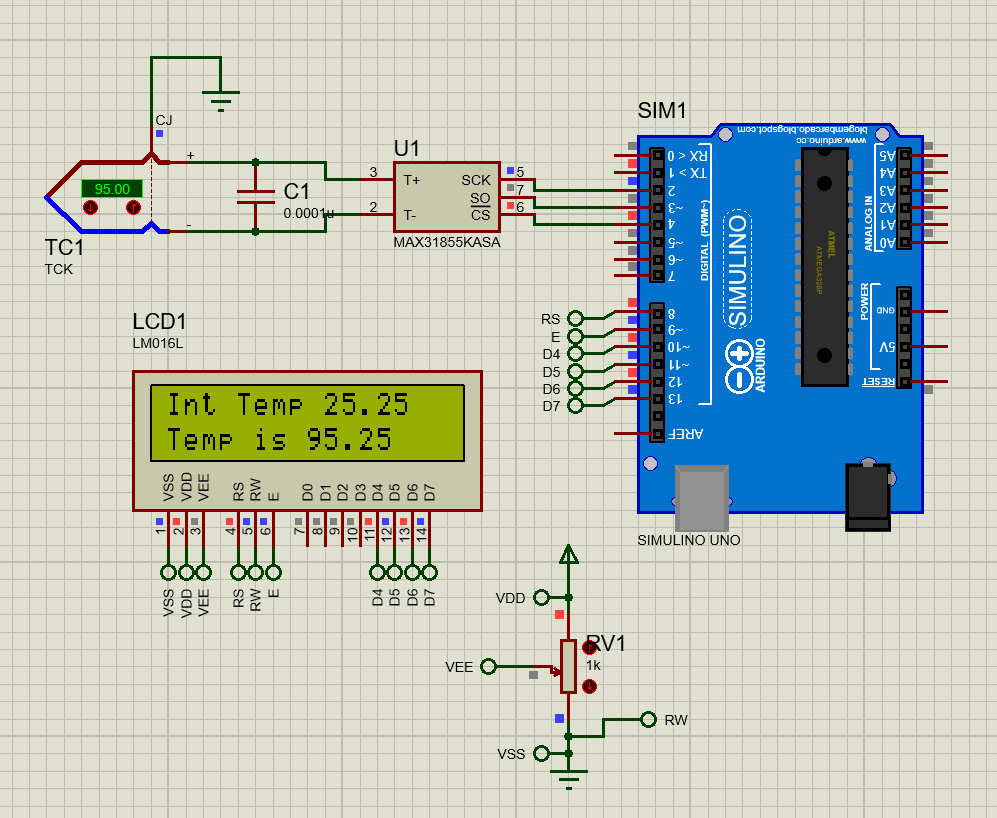 CJ
+
95.00
-
TC1
TCK
C1
0.0001u
U1
3
T+
2
T-
SCK
5
SO
7
CS
6
MAX31855KASA
SIM1
blogembarcado.blogspot.com
www.arduino.cc
RX < 0
TX > 1
2
~3
4
~5
~6
7
8
~9
~10
~11
12
13
AREF
DIGITAL (PWM~)
SIMULINO
ARDUINO
ATMEL
ATMEGA328P
ANALOG IN
A5
A4
A3
A2
A1
A0
POWER
GND
5V
RESET
SIMULINO UNO
RS
E
D4
D5
D6
D7
LCD1
LM016L
Int Temp 25.25
Temp is 95.25
VSS
VDD
VEE
RS
RW
E
D0
D1
D2
D3
D4
D5
D6
D7
1
2
3
4
5
6
7
8
9
10
11
12
13
14
VSS
VDD
VEE
RS
RW
E
D4
D5
D6
D7
VDD
RV1
1k
VEE
RW
VSS